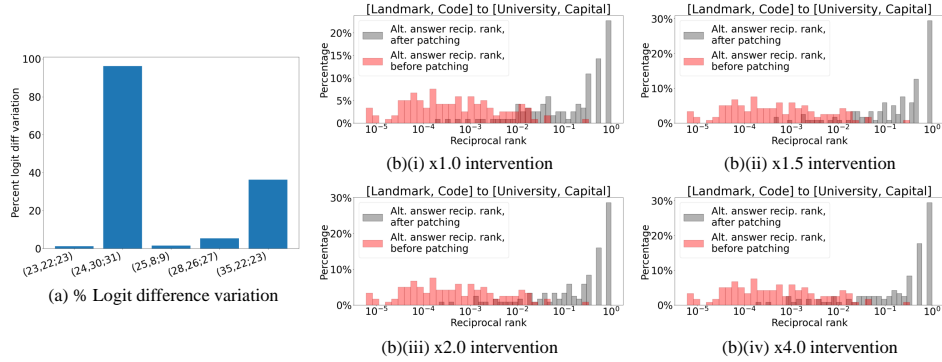 Percent logit diff variation
100
80
60
40
20
0
(23,22;23)
(24,30;31)
(25,8;9)
(28,26;27)
(35,22;23)
(a) % Logit difference variation
[Landmark, Code] to [University, Capital]
Percentage
20%
15%
10%
5%
0%
Alt. answer recip. rank,
after patching
Alt. answer recip. rank,
before patching
10⁻⁵ 10⁻⁴ 10⁻³ 10⁻² 10⁻¹ 10⁰
Reciprocal rank
(b)(i) x1.0 intervention
[Landmark, Code] to [University, Capital]
Percentage
30%
20%
10%
0%
Alt. answer recip. rank,
after patching
Alt. answer recip. rank,
before patching
10⁻⁵ 10⁻⁴ 10⁻³ 10⁻² 10⁻¹ 10⁰
Reciprocal rank
(b)(ii) x1.5 intervention
[Landmark, Code] to [University, Capital]
Percentage
30%
20%
10%
0%
Alt. answer recip. rank,
after patching
Alt. answer recip. rank,
before patching
10⁻⁵ 10⁻⁴ 10⁻³ 10⁻² 10⁻¹ 10⁰
Reciprocal rank
(b)(iii) x2.0 intervention
[Landmark, Code] to [University, Capital]
Percentage
30%
20%
10%
0%
Alt. answer recip. rank,
after patching
Alt. answer recip. rank,
before patching
10⁻⁵ 10⁻⁴ 10⁻³ 10⁻² 10⁻¹ 10⁰
Reciprocal rank
(b)(iv) x4.0 intervention